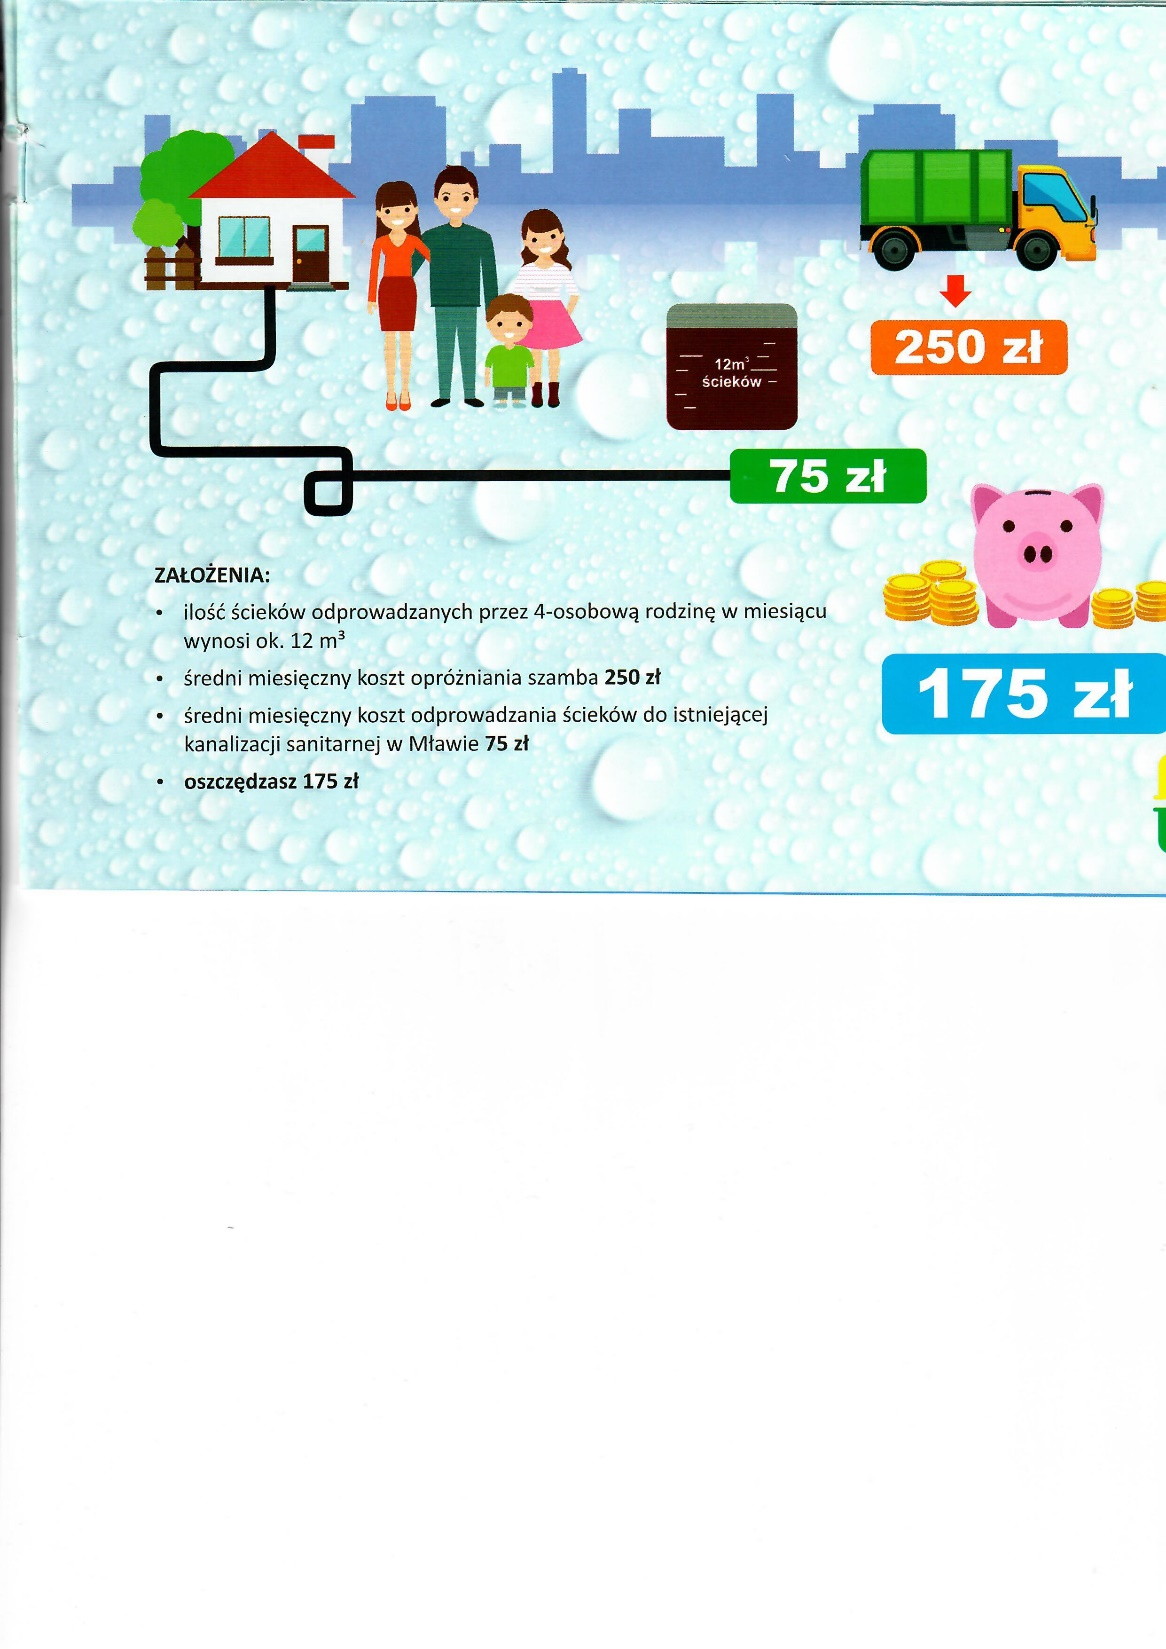 250 zł
12m³
ścieków
75 zł
ZAŁOŻENIA:
• ilość ścieków odprowadzanych przez 4-osobową rodzinę w miesiącu
wynosi ok. 12 m³
• średni miesięczny koszt opróżniania szamba 250 zł
• średni miesięczny koszt odprowadzania ścieków do istniejącej
kanalizacji sanitarnej w Mławie 75 zł
• oszczędzasz 175 zł
175 zł